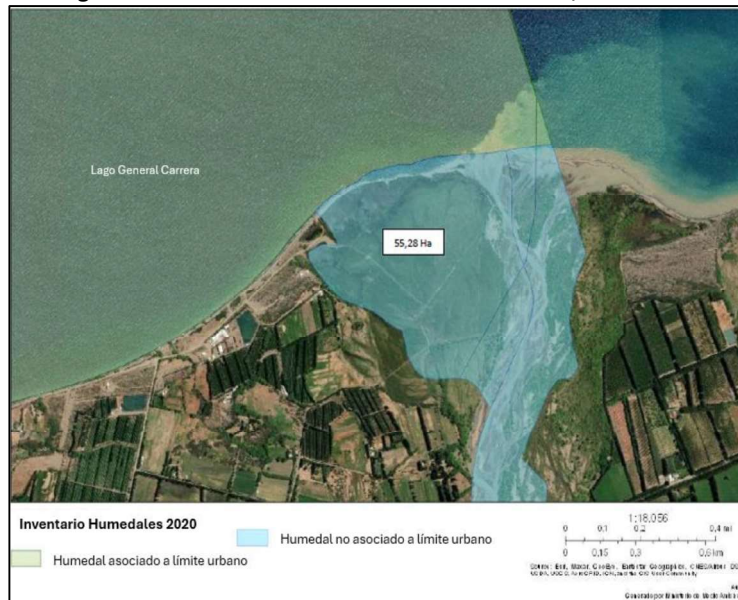 Lago General Carrera
55,28 Ha
Inventario Humedales 2020
Humedal no asociado a límite urbano
Humedal asociado a límite urbano
1:18.056
0 0,1 0,2 0,4 mi
0 0,15 0,3 0,6 km